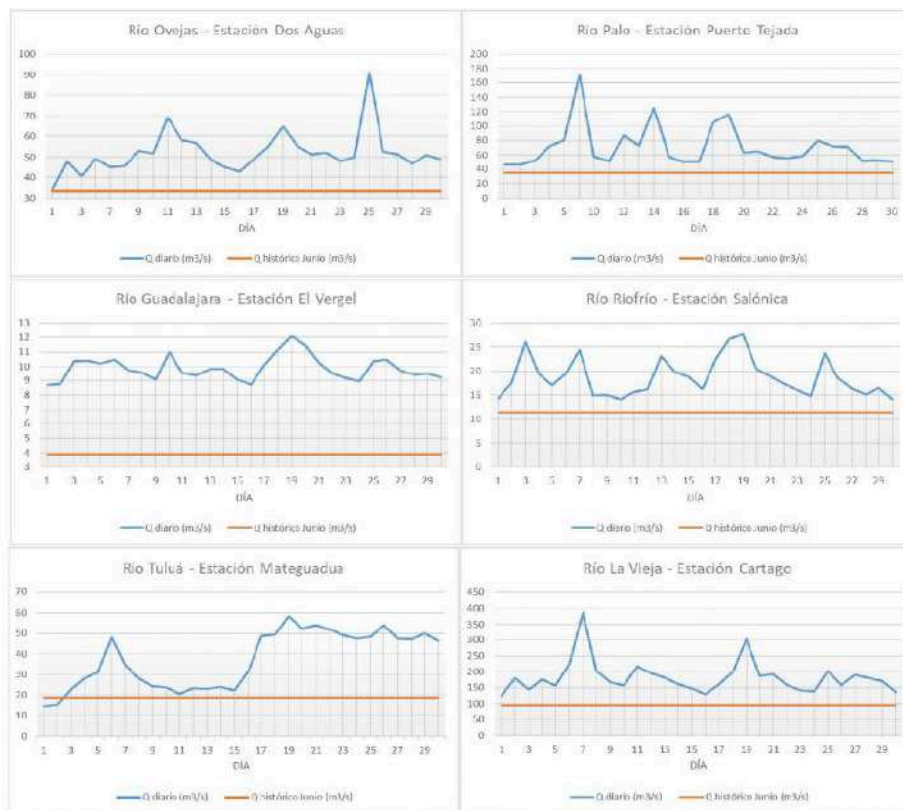 Río Ovejas - Estación Dos Aguas
100
90
80
70
60
50
40
30
1 3 5 7 9 11 13 15 17 19 21 23 25 27 29
DÍA
Q diario (m3/s) Q histórico Junio (m3/s)
Río Palo - Estación Puerto Tejada
200
180
160
140
120
100
80
60
40
20
0
1 3 5 10 12 14 16 18 20 22 24 26 28 30
DÍA
Q diario (m3/s) Q histórico Junio (m3/s)
Río Guadalajara - Estación El Vergel
13
12
11
10
9
8
7
6
5
4
3
1 3 5 7 9 11 13 15 17 19 21 23 25 27 29
DÍA
Q diario (m3/s) Q histórico Junio (m3/s)
Río Riofrío - Estación Salónica
30
25
20
15
10
5
0
1 3 5 7 9 11 13 15 17 19 21 23 25 27 29
DÍA
Q diario (m3/s) Q histórico Junio (m3/s)
Rio Tuluá - Estación Mateguadua
70
60
50
40
30
20
10
0
1 3 5 7 9 11 13 15 17 19 21 23 25 27 29
DÍA
Q diario (m3/s) Q histórico Junio (m3/s)
Río La Vieja - Estación Cartago
450
400
350
300
250
200
150
100
50
0
1 3 5 7 9 11 13 15 17 19 21 23 25 27 29
DÍA
Q diario (m3/s) Q histórico Junio (m3/s)